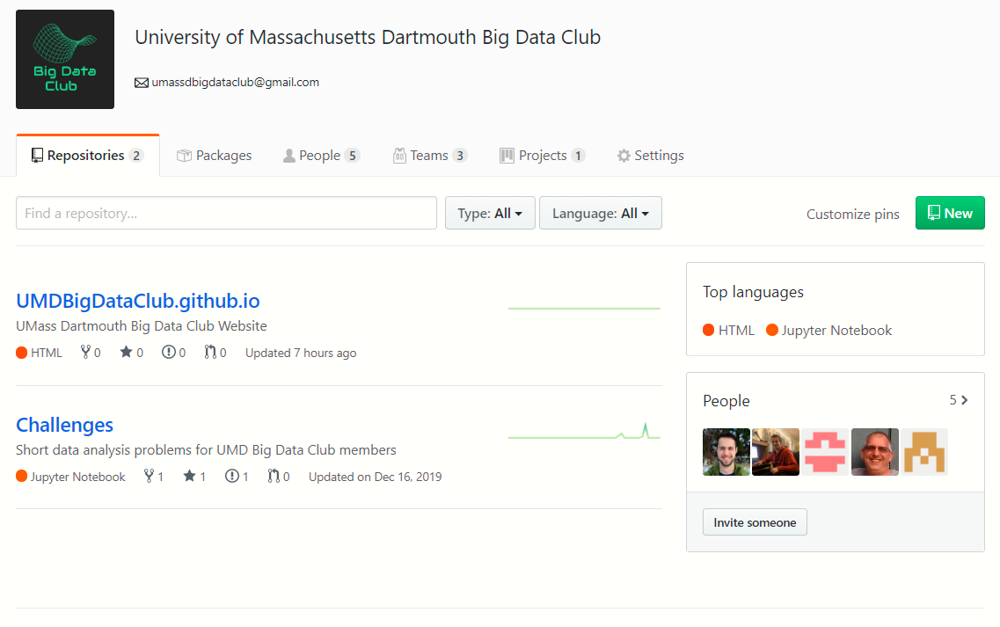 Big Data
Club
University of Massachusetts Dartmouth Big Data Club
umassdbigdataclub@gmail.com
Repositories 2 Packages People 5 Teams 3 Projects 1 Settings
Find a repository... Type: All Language: All Customize pins New
UMDBigDataClub.github.io
UMass Dartmouth Big Data Club Website
HTML 0 0 0 0 Updated 7 hours ago
Challenges
Short data analysis problems for UMD Big Data Club members
Jupyter Notebook 1 1 1 0 Updated on Dec 16, 2019
Top languages
HTML Jupyter Notebook
People 5
Invite someone